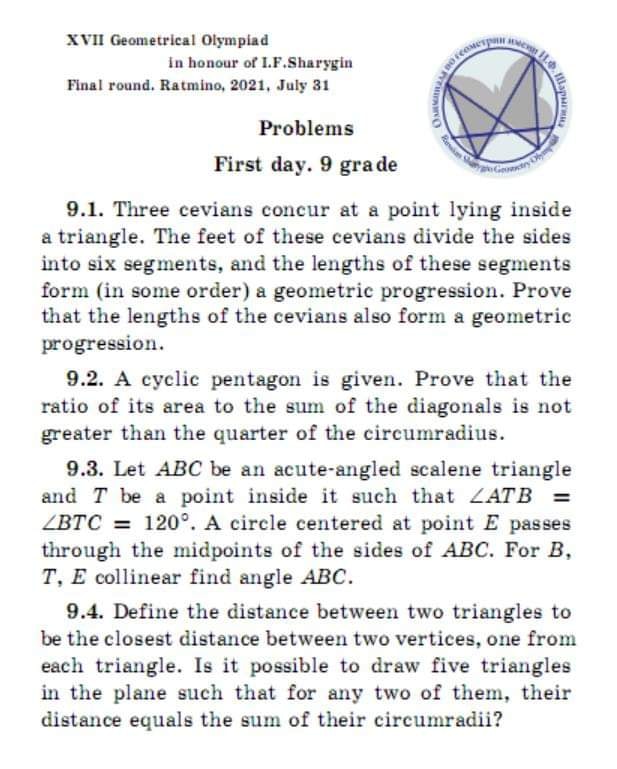 XVII Geometrical Olympiad
in honour of I.F.Sharygin
Final round. Ratmino, 2021, July 31
Олимпиада по геометрии имени И.Ф. Шарыгина
Russian Sharygin Geometry Olympiad
Problems
First day. 9 grade
9.1. Three cevians concur at a point lying inside
a triangle. The feet of these cevians divide the sides
into six segments, and the lengths of these segments
form (in some order) a geometric progression. Prove
that the lengths of the cevians also form a geometric
progression.
9.2. A cyclic pentagon is given. Prove that the
ratio of its area to the sum of the diagonals is not
greater than the quarter of the circumradius.
9.3. Let ABC be an acute-angled scalene triangle
and T be a point inside it such that ∠ATB =
∠BTC = 120°. A circle centered at point E passes
through the midpoints of the sides of ABC. For B,
T, E collinear find angle ABC.
9.4. Define the distance between two triangles to
be the closest distance between two vertices, one from
each triangle. Is it possible to draw five triangles
in the plane such that for any two of them, their
distance equals the sum of their circumradii?